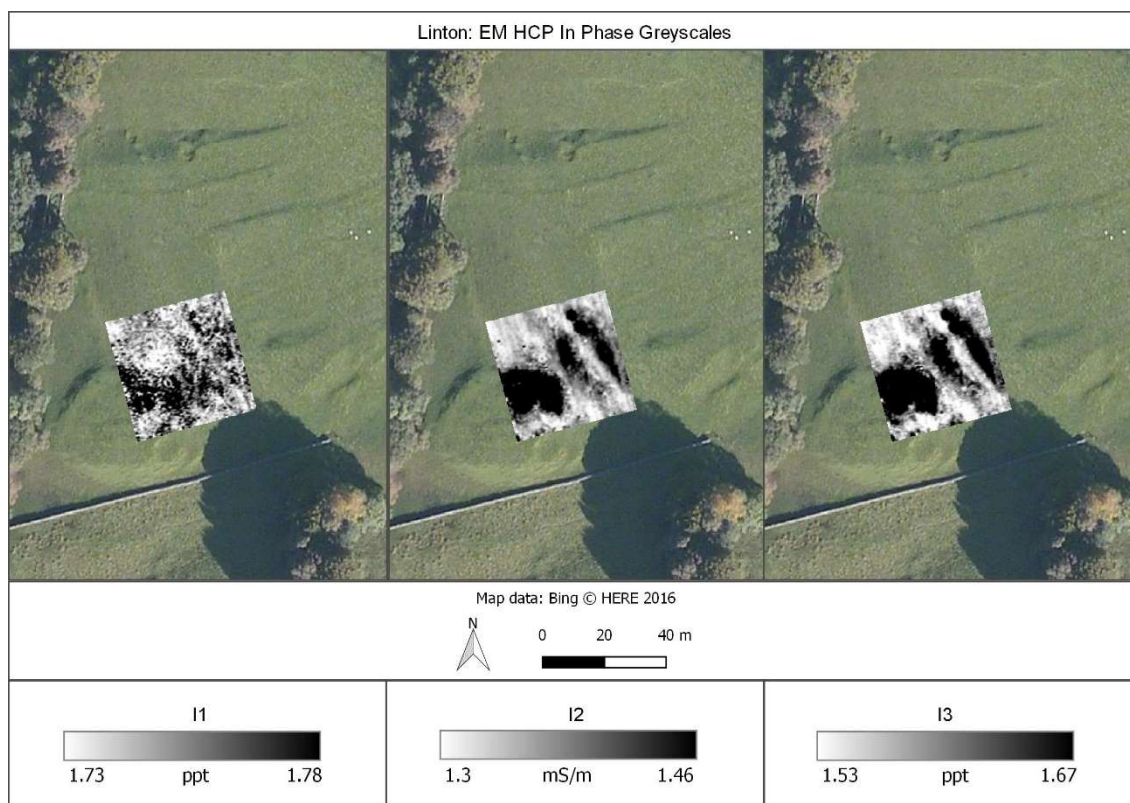 Linton: EM HCP In Phase Greyscales
Map data: Bing © HERE 2016
N
0 20 40 m
I1
1.73 ppt 1.78
I2
1.3 mS/m 1.46
I3
1.53 ppt 1.67